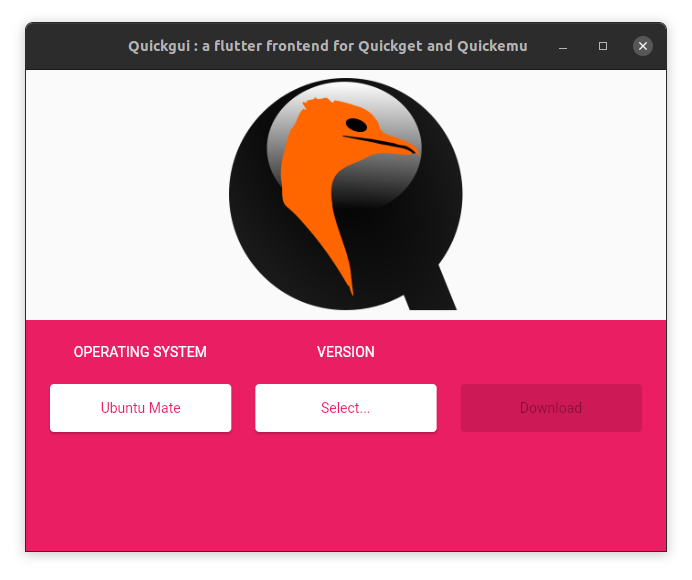 Quickgui : a flutter frontend for Quickget and Quickemu
OPERATING SYSTEM
VERSION
Ubuntu Mate
Select...
Download